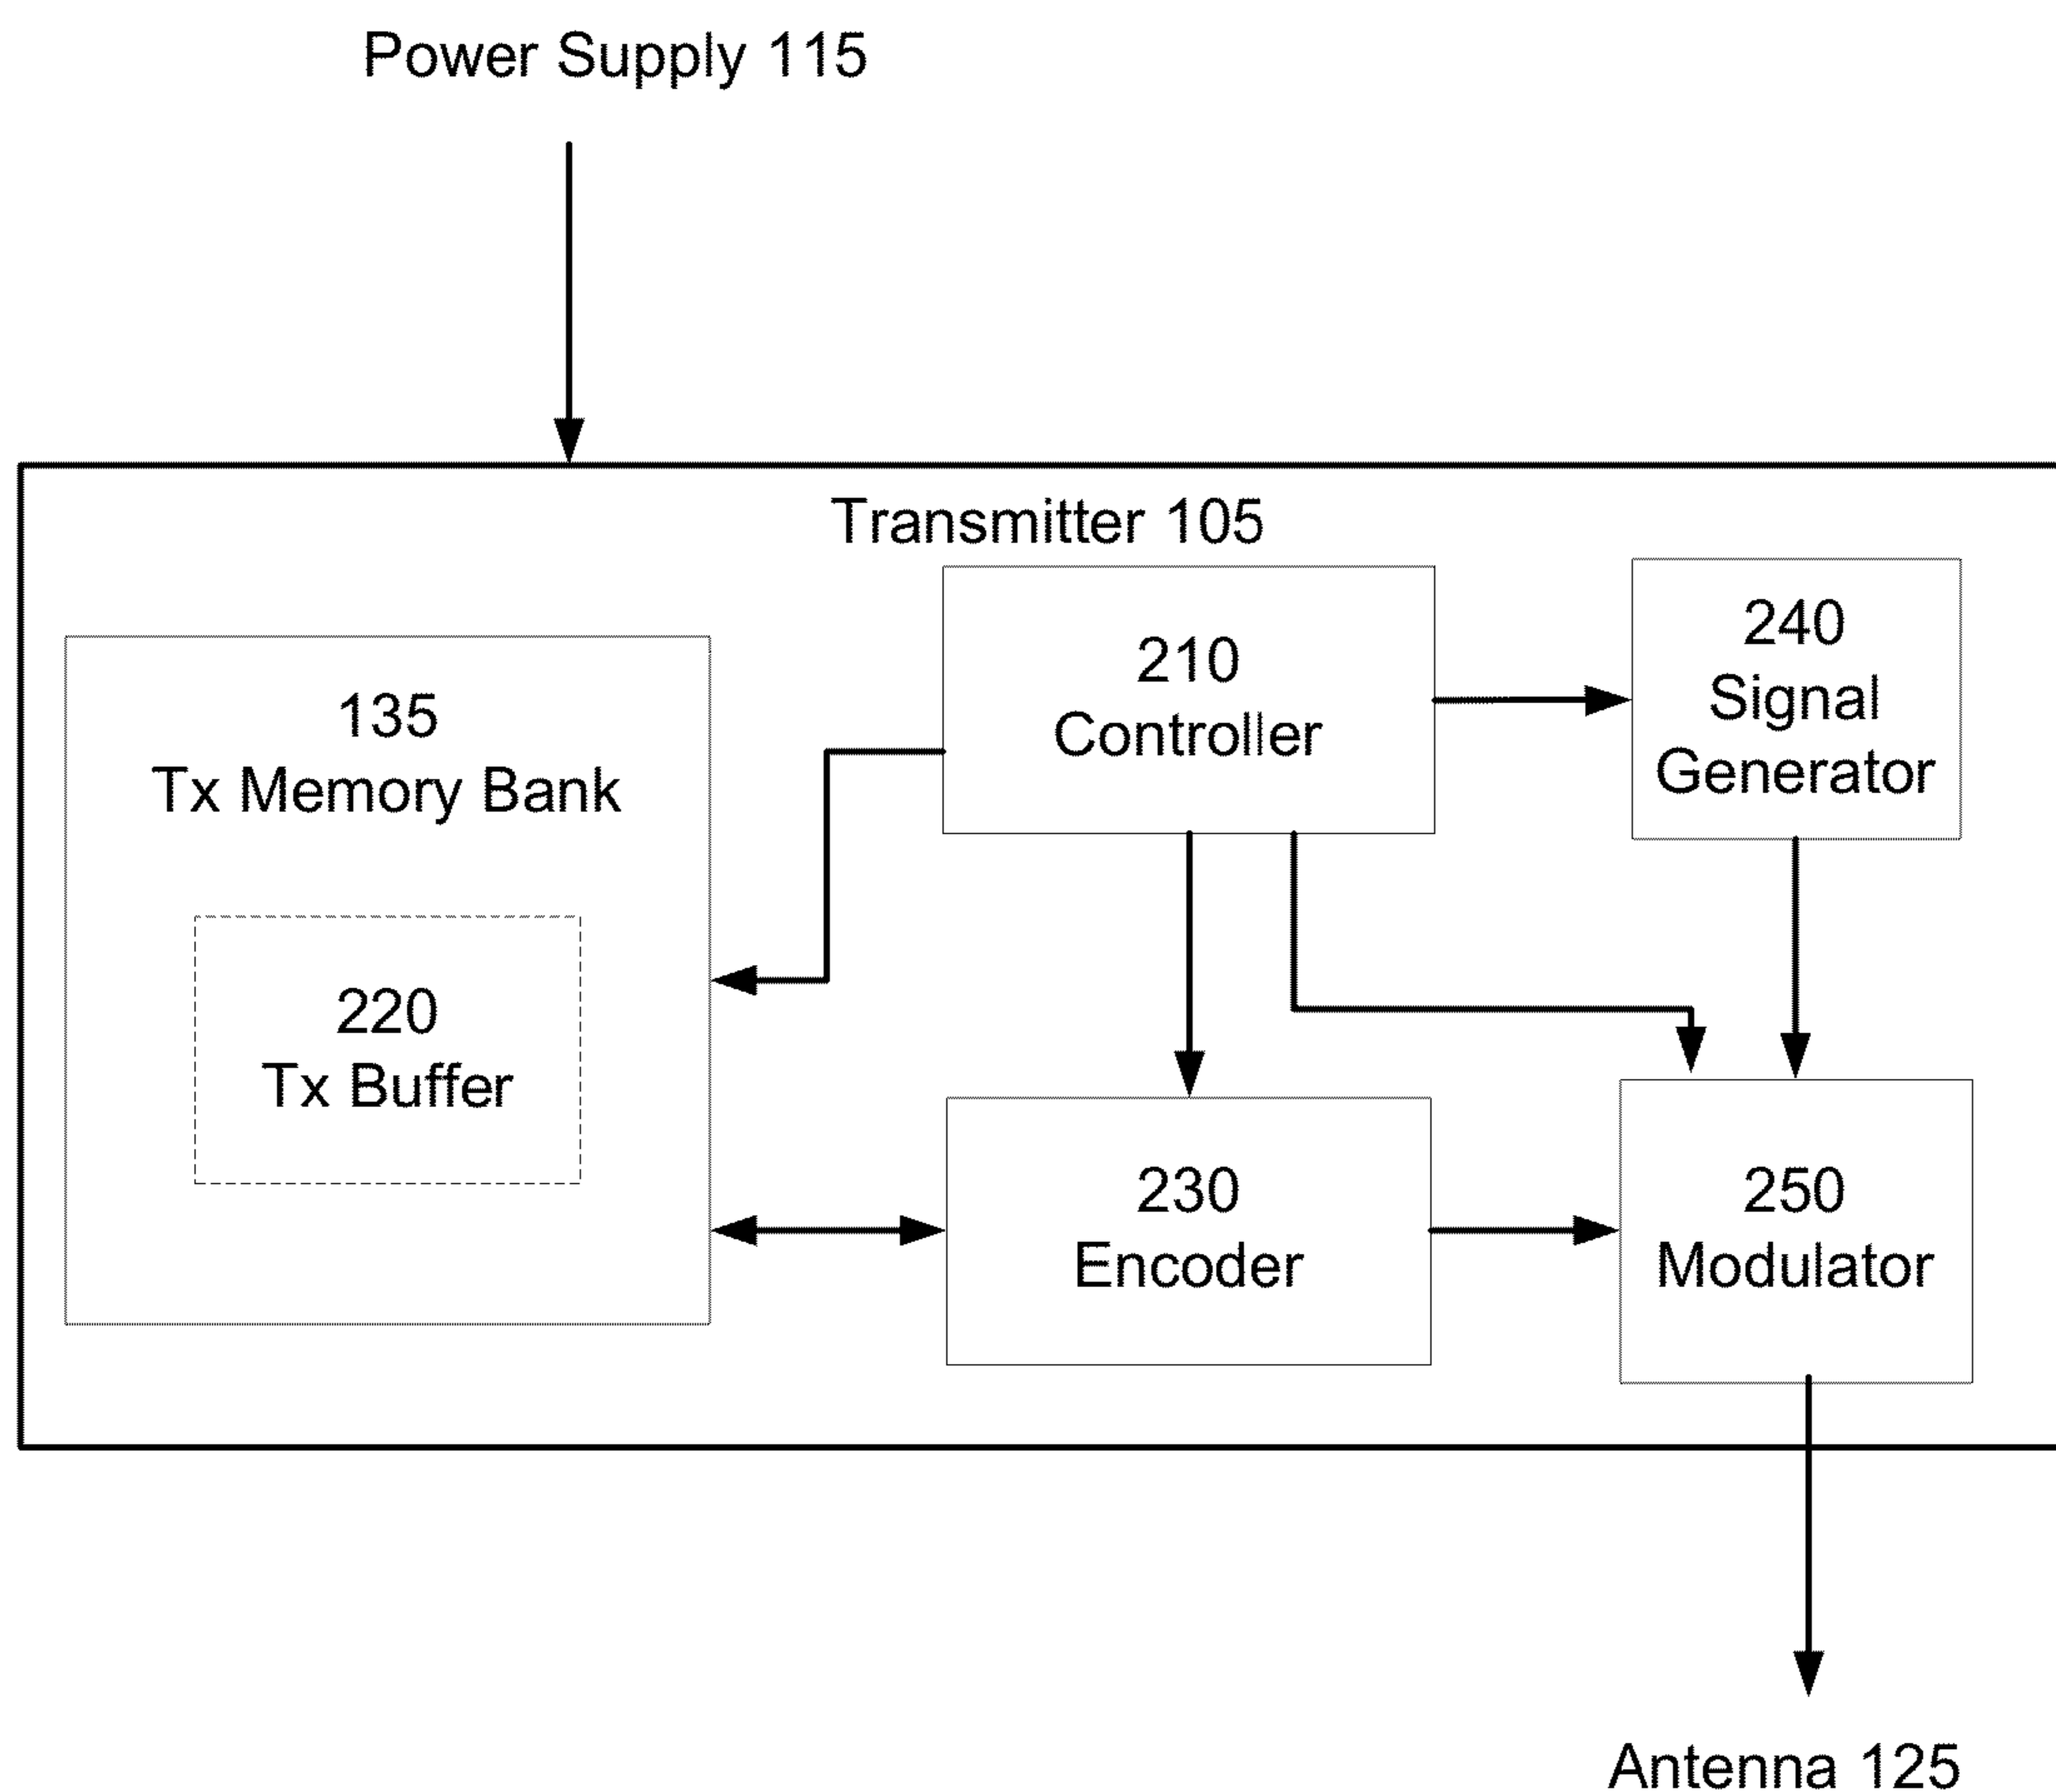 Power Supply 115
Transmitter 105
135
Tx Memory Bank
220
Tx Buffer
210
Controller
240
Signal
Generator
230
Encoder
250
Modulator
Antenna 125